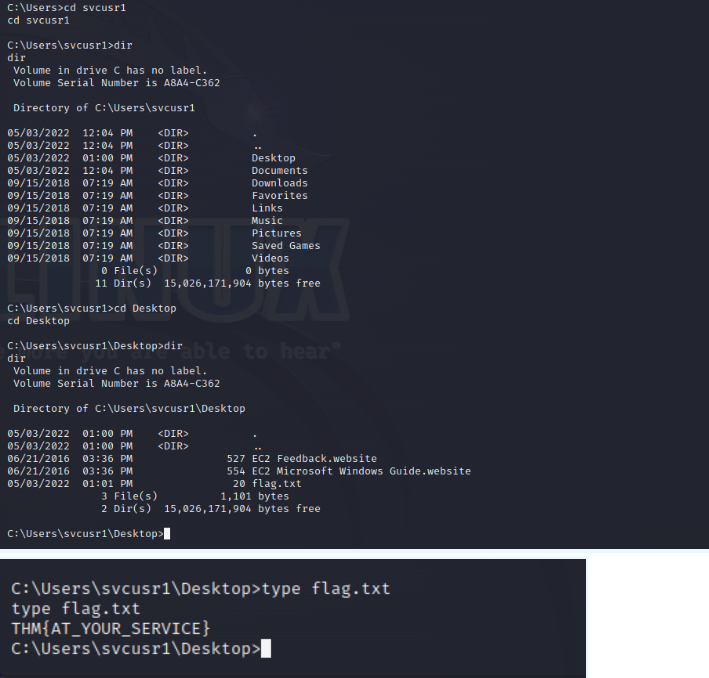 C:\Users>cd svcusr1
cd svcusr1
C:\Users\svcusr1>dir
dir
 Volume in drive C has no label.
 Volume Serial Number is A8A4-C362
 Directory of C:\Users\svcusr1
05/03/2022  12:04 PM    <DIR>          .
05/03/2022  12:04 PM    <DIR>          ..
05/03/2022  01:00 PM    <DIR>          Desktop
05/03/2022  12:04 PM    <DIR>          Documents
09/15/2018  07:19 AM    <DIR>          Downloads
09/15/2018  07:19 AM    <DIR>          Favorites
09/15/2018  07:19 AM    <DIR>          Links
09/15/2018  07:19 AM    <DIR>          Music
09/15/2018  07:19 AM    <DIR>          Pictures
09/15/2018  07:19 AM    <DIR>          Saved Games
09/15/2018  07:19 AM    <DIR>          Videos
               0 File(s)              0 bytes
              11 Dir(s)  15,026,171,904 bytes free
LINUX
C:\Users\svcusr1>cd Desktop
cd Desktop
C:\Users\svcusr1\Desktop>dir
you are able to hear"
dir
 Volume in drive C has no label.
 Volume Serial Number is A8A4-C362
 Directory of C:\Users\svcusr1\Desktop
05/03/2022  01:00 PM    <DIR>          .
05/03/2022  01:00 PM    <DIR>          ..
06/21/2016  03:36 PM               527 EC2 Feedback.website
06/21/2016  03:36 PM               554 EC2 Microsoft Windows Guide.website
05/03/2022  01:01 PM                20 flag.txt
               3 File(s)          1,101 bytes
               2 Dir(s)  15,026,171,904 bytes free
C:\Users\svcusr1\Desktop>
C:\Users\svcusr1\Desktop>type flag.txt
type flag.txt
THM{AT_YOUR_SERVICE}
C:\Users\svcusr1\Desktop>